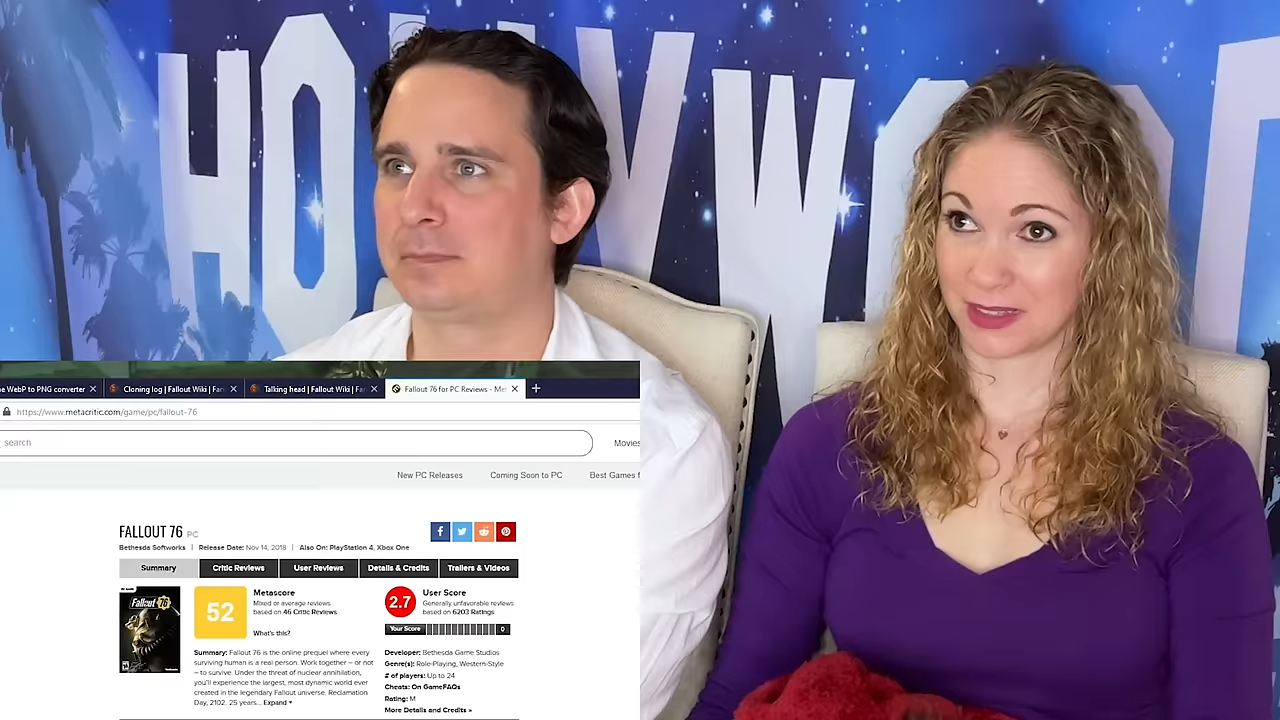 HOLLYWOOD
he WebP to PNG converter
Cloning log | Fallout Wiki | Fan
Talking head | Fallout Wiki | Fa
Fallout 76 for PC Reviews - Met
https://www.metacritic.com/game/pc/fallout-76
search
Movies
New PC Releases
Coming Soon to PC
Best Games f
FALLOUT 76 PC
Bethesda Softworks | Release Date: Nov 14, 2018 | Also On: PlayStation 4, Xbox One
Summary
Critic Reviews
User Reviews
Details & Credits
Trailers & Videos
Fallout 76
52
Metascore
Mixed or average reviews
based on 46 Critic Reviews
What's this?
2.7
User Score
Generally unfavorable reviews
based on 6203 Ratings
Your Score
0
Summary: Fallout 76 is the online prequel where every
surviving human is a real person. Work together – or not
– to survive. Under the threat of nuclear annihilation,
you'll experience the largest, most dynamic world ever
created in the legendary Fallout universe. Reclamation
Day, 2102. 25 years... Expand
Developer: Bethesda Game Studios
Genre(s): Role-Playing, Western-Style
# of players: Up to 24
Cheats: On GameFAQs
Rating: M
More Details and Credits »